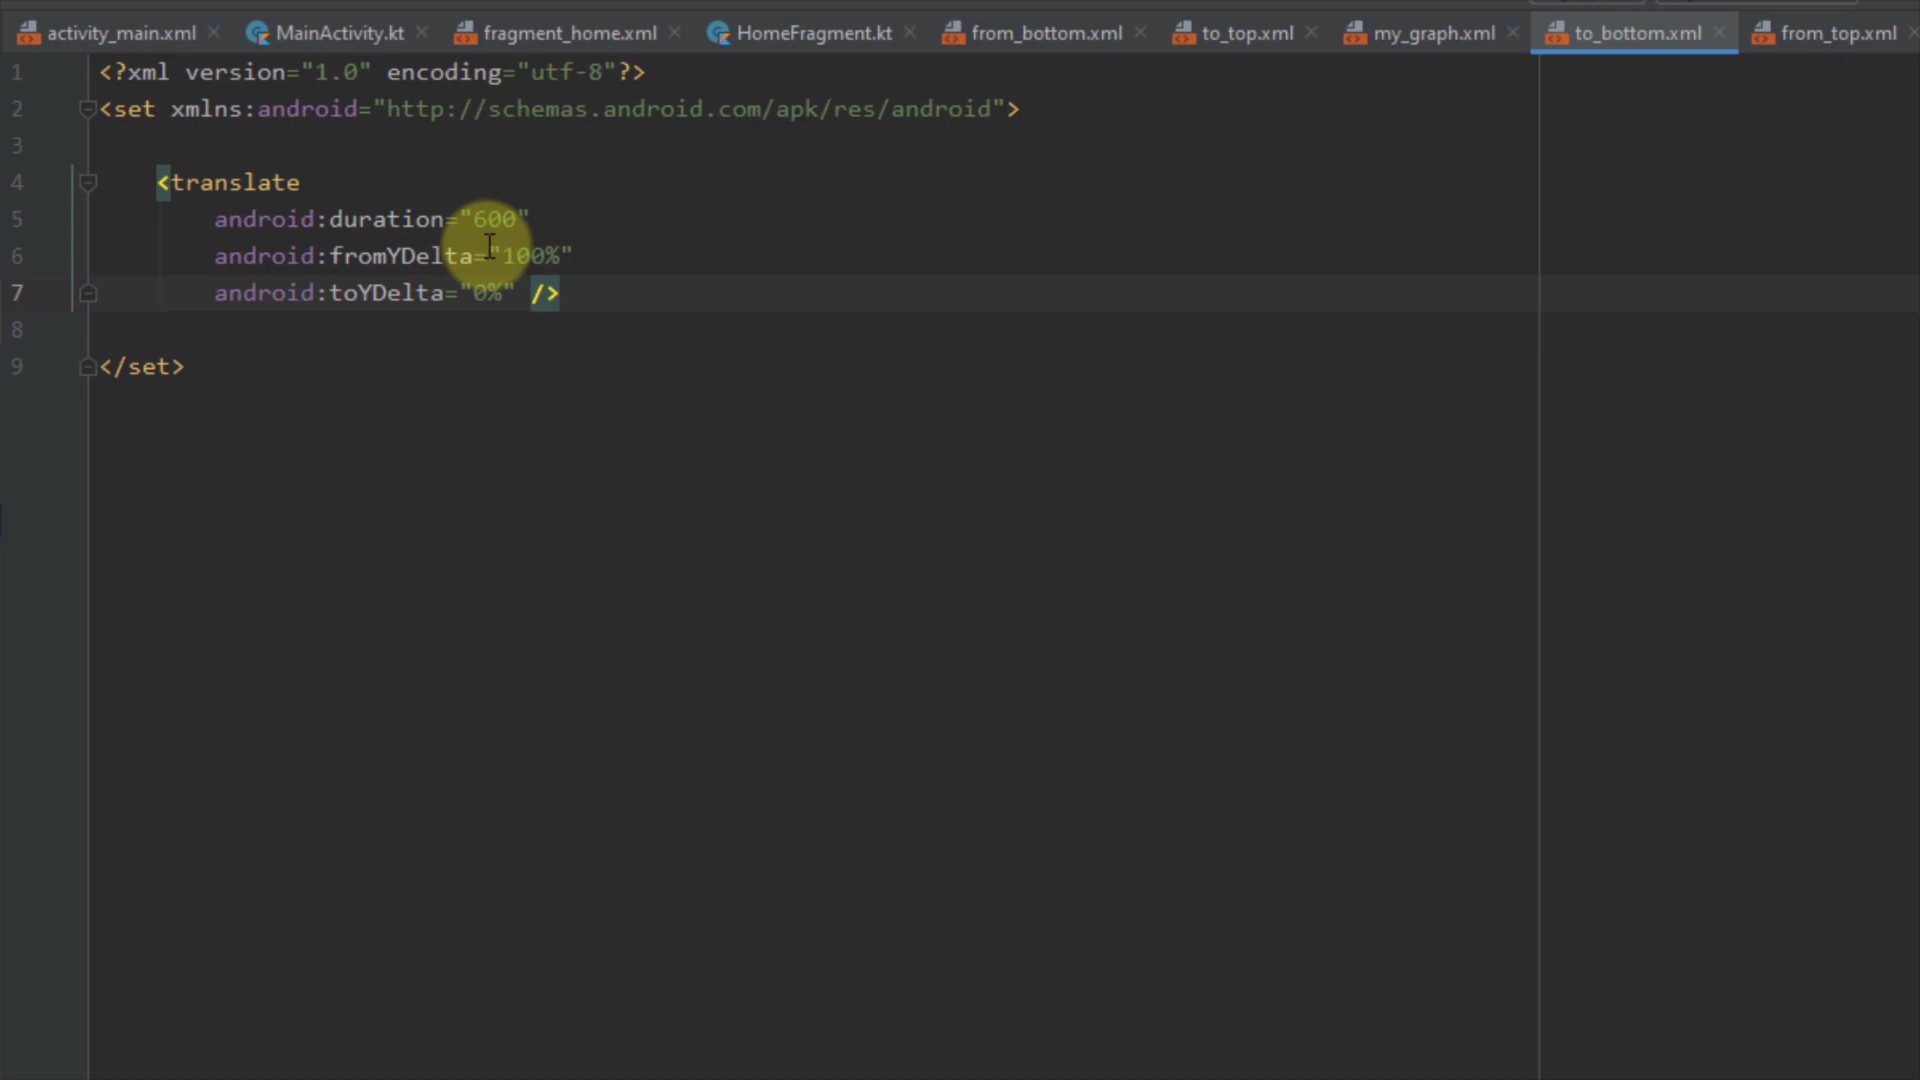 activity_main.xml MainActivity.kt fragment_home.xml HomeFragment.kt from_bottom.xml to_top.xml my_graph.xml to_bottom.xml from_top.xml
1 <?xml version="1.0" encoding="utf-8"?>
2 <set xmlns:android="http://schemas.android.com/apk/res/android">
3
4 <translate
5 android:duration="600"
6 android:fromYDelta="100%"
7 android:toYDelta="0%" />
8
9 </set>